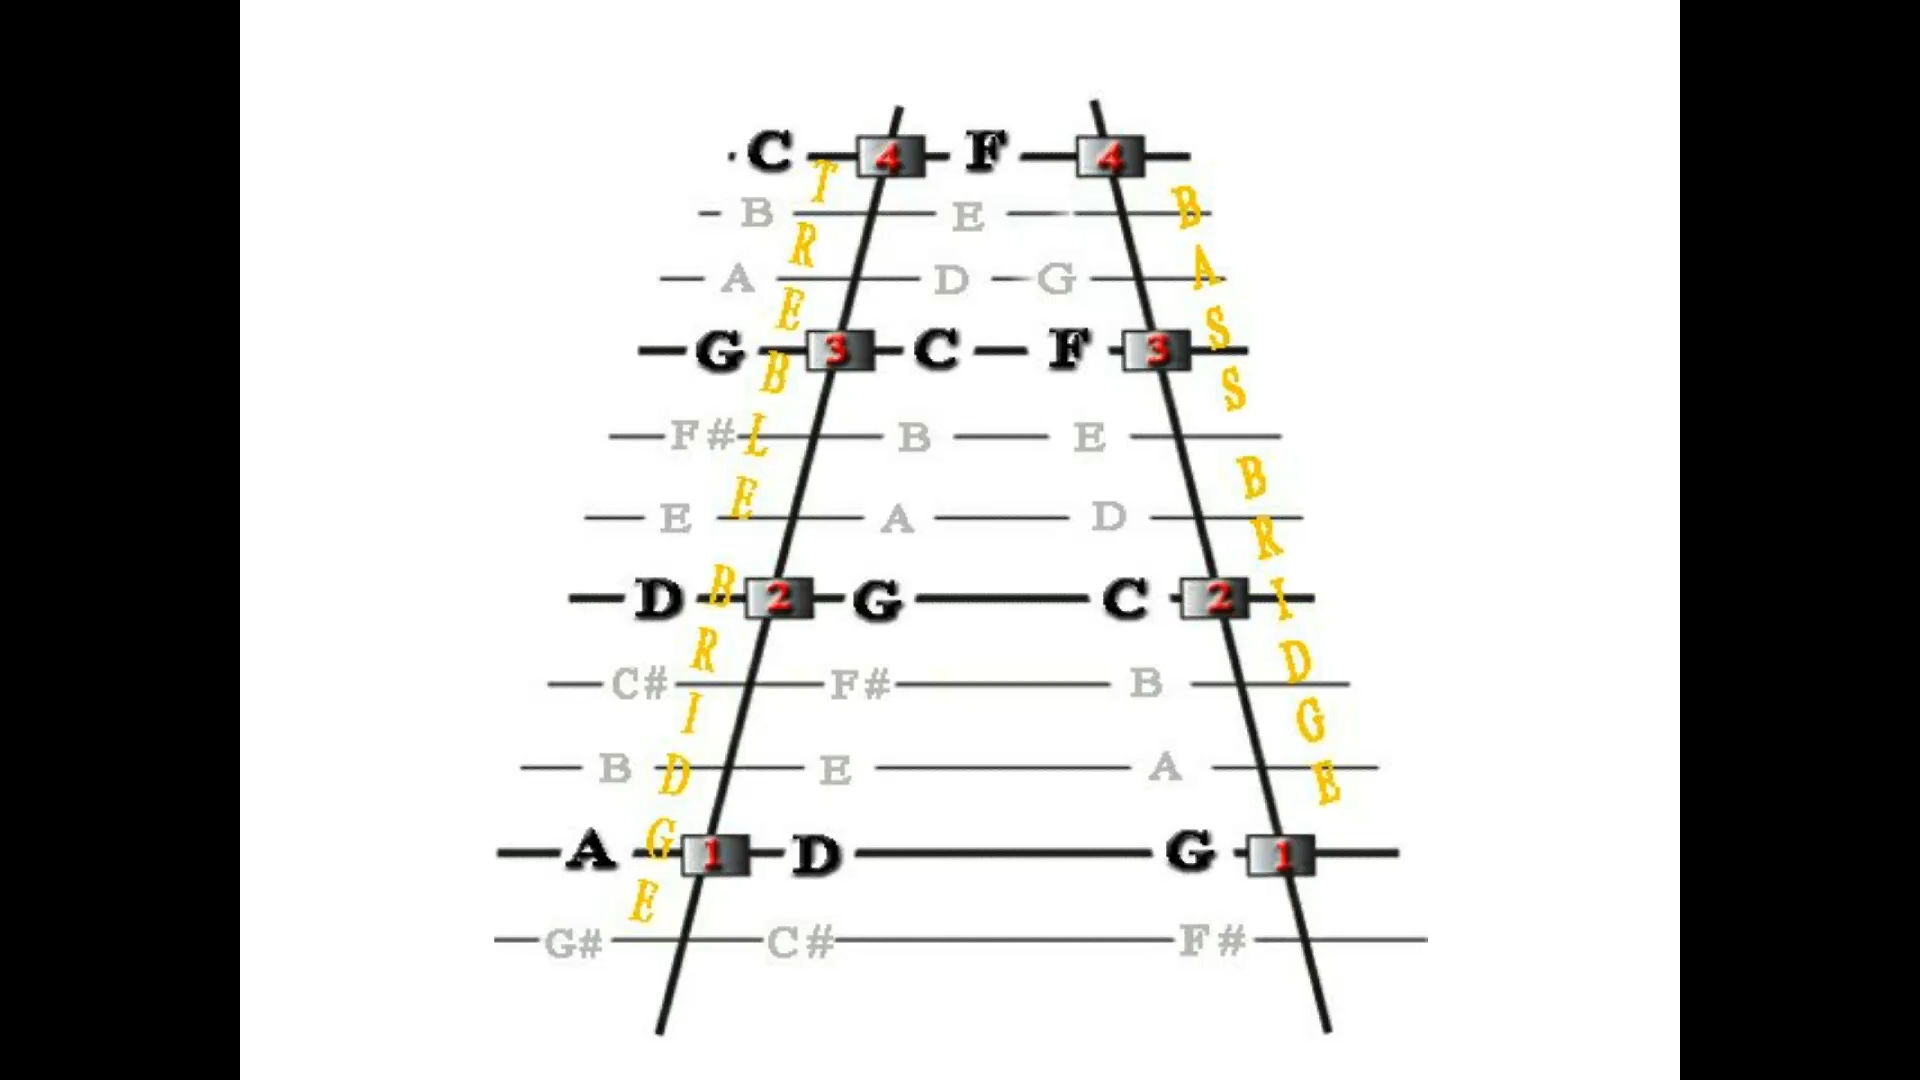 C 4 F 4
B E
A D G
G 3 C F 3
F# B E
E A D
D 2 G C 2
C# F# B
B E A
A 1 D G 1
G# C# F#
TREBLE BRIDGE
BASS BRIDGE